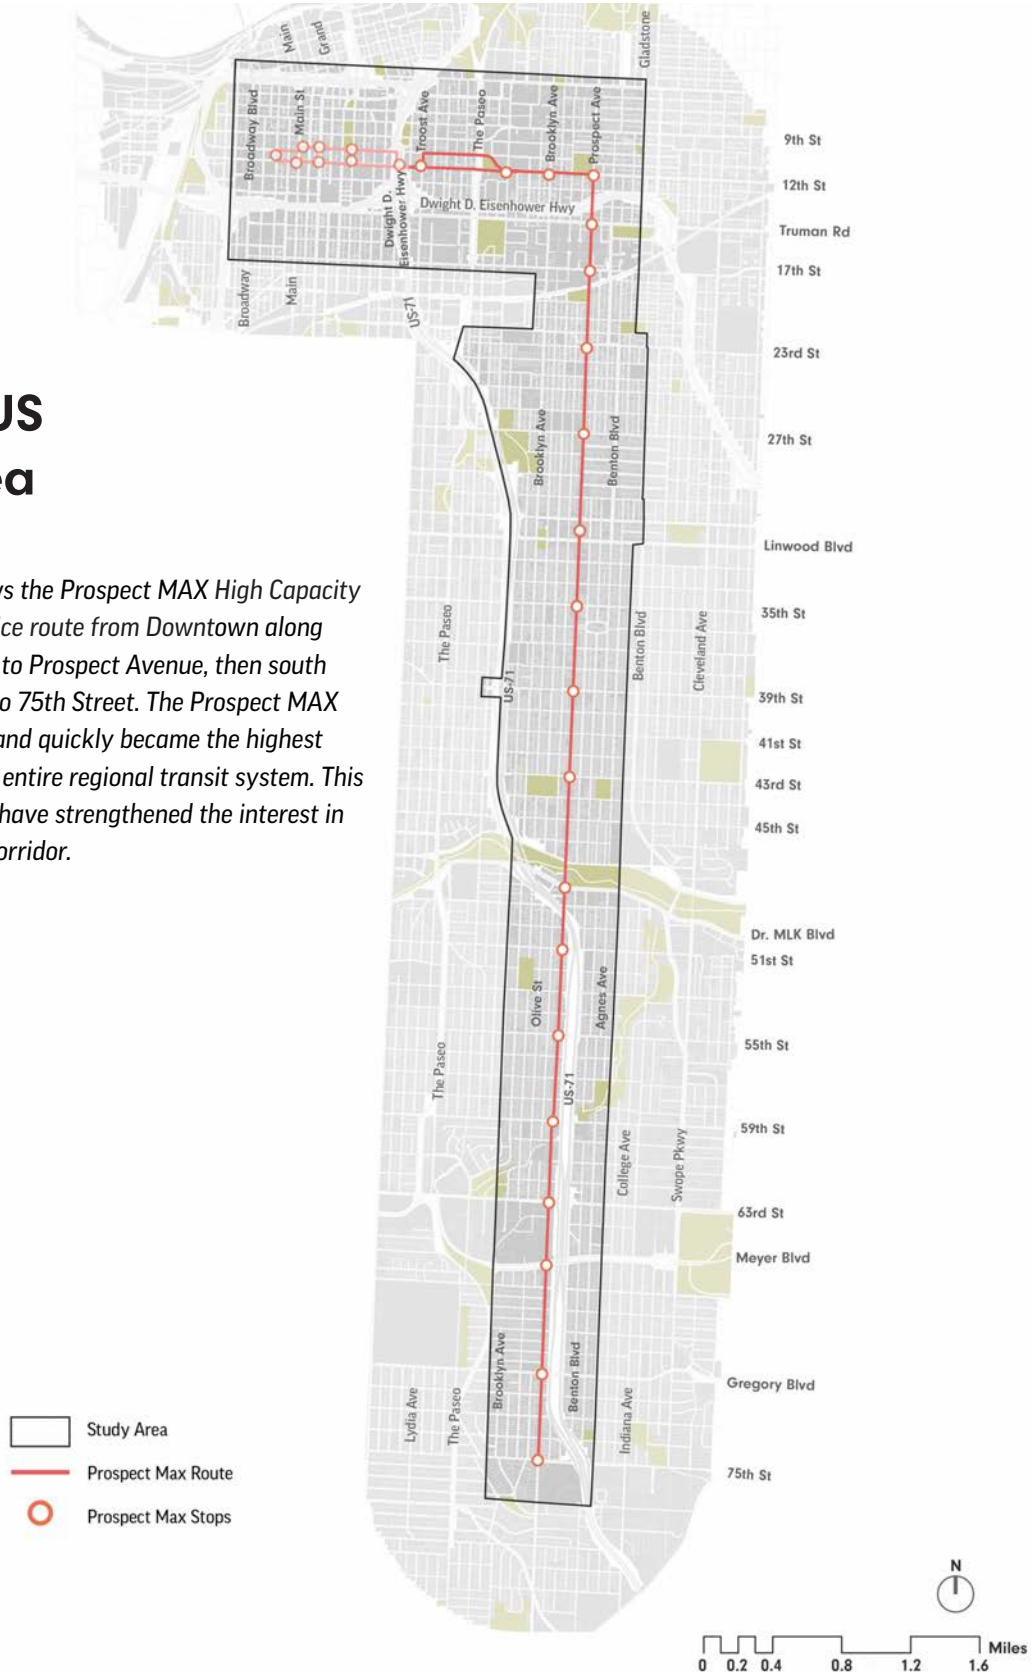 Main
Grand
Gladstone
Broadway Blvd
Main St
Troost Ave
The Paseo
Brooklyn Ave
Prospect Ave
9th St
12th St
Dwight D.
Eisenhower Hwy
Dwight D. Eisenhower Hwy
Truman Rd
17th St
Broadway
Main
US-71
23rd St
US
ea
Brooklyn Ave
Benton Blvd
27th St
Linwood Blvd
ws the Prospect MAX High Capacity
ice route from Downtown along
to Prospect Avenue, then south
o 75th Street. The Prospect MAX
and quickly became the highest
entire regional transit system. This
have strengthened the interest in
orridor.
The Paseo
US-71
Benton Blvd
Cleveland Ave
35th St
39th St
41st St
43rd St
45th St
Dr. MLK Blvd
51st St
Olive St
Agnes Ave
The Paseo
US-71
55th St
59th St
College Ave
Swope Pkwy
63rd St
Meyer Blvd
Brooklyn Ave
Benton Blvd
Lydia Ave
The Paseo
Indiana Ave
Gregory Blvd
75th St
Study Area
Prospect Max Route
Prospect Max Stops
N
Miles
0 0.2 0.4 0.8 1.2 1.6